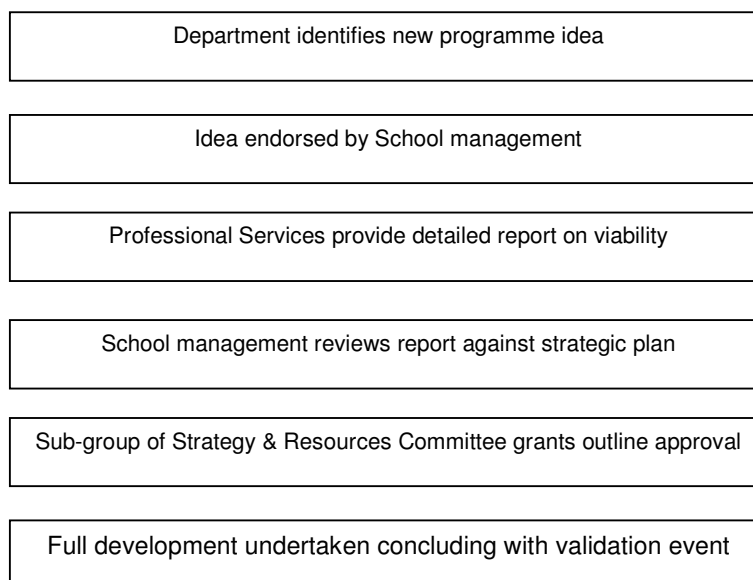 Department identifies new programme idea
Idea endorsed by School management
Professional Services provide detailed report on viability
School management reviews report against strategic plan
Sub-group of Strategy & Resources Committee grants outline approval
Full development undertaken concluding with validation event